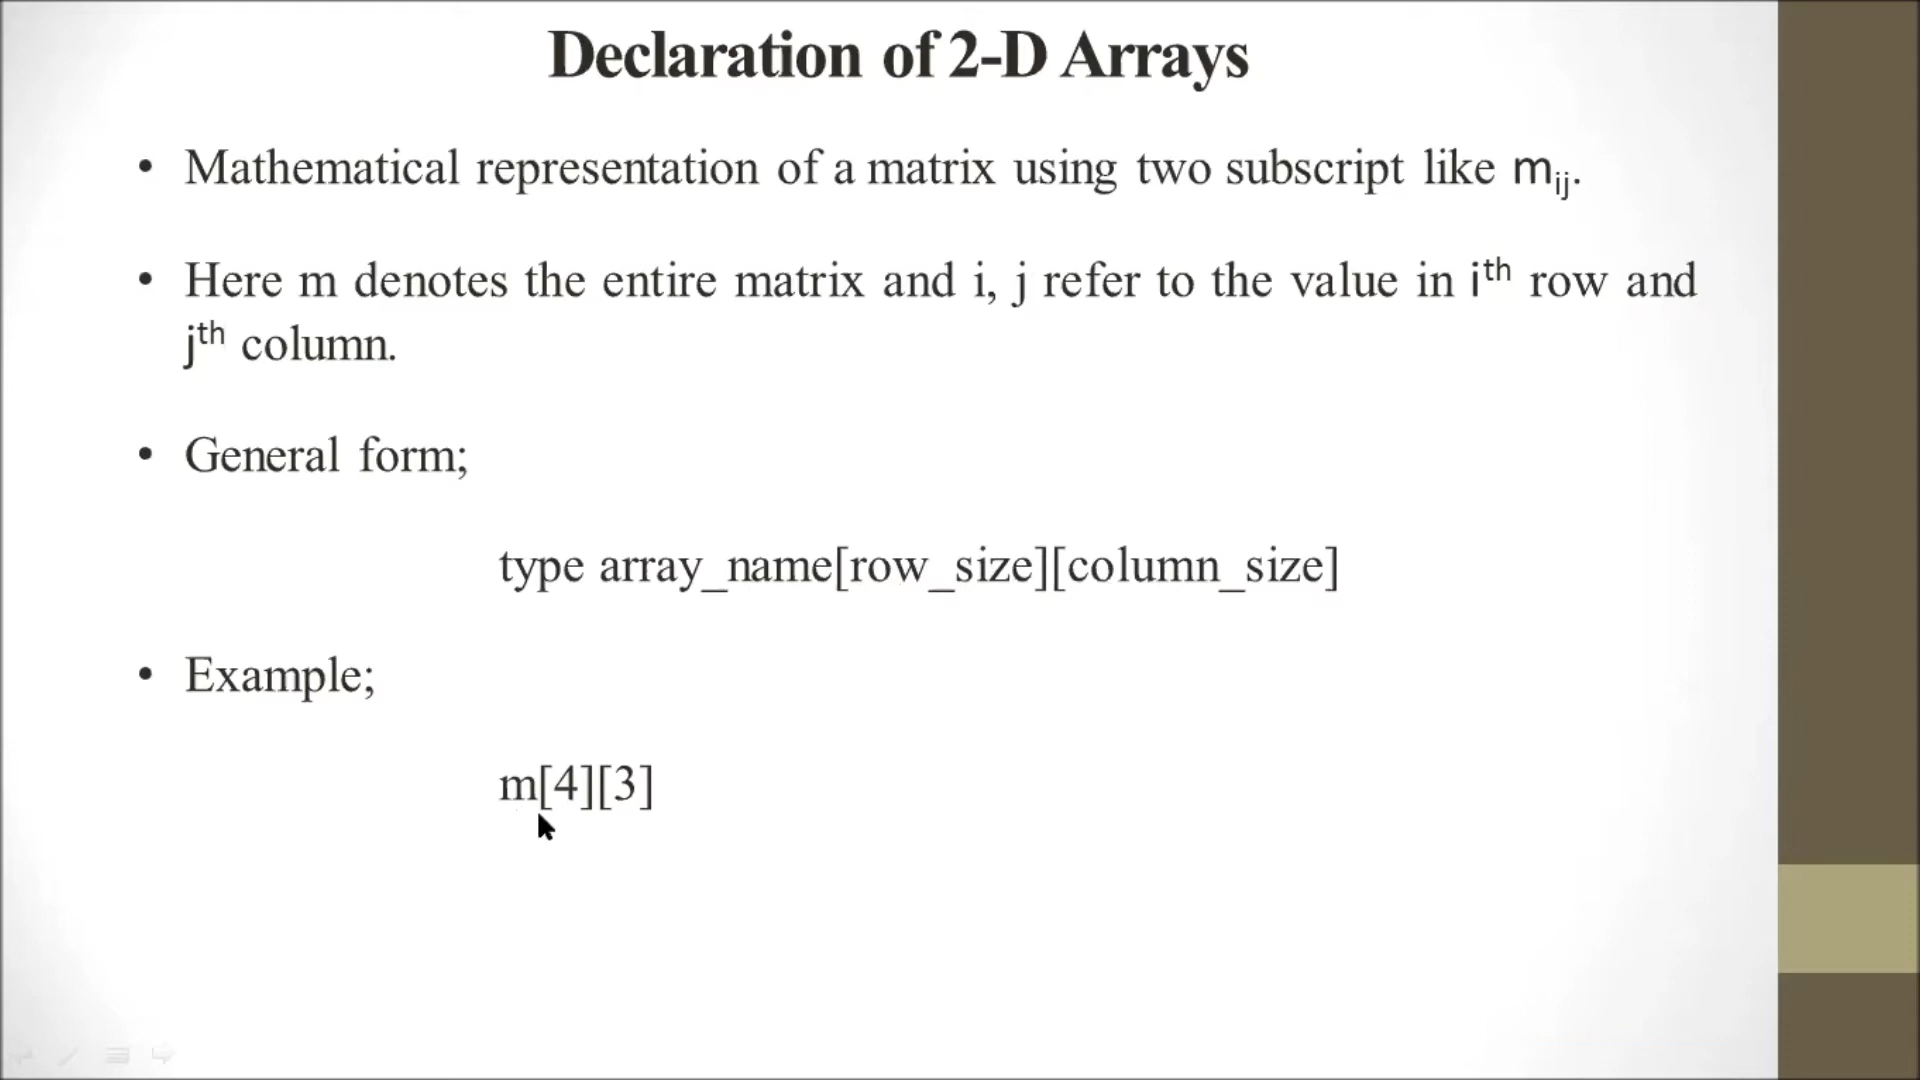 Declaration of 2-D Arrays
• Mathematical representation of a matrix using two subscript like mij.
• Here m denotes the entire matrix and i, j refer to the value in ith row and
jth column.
• General form;
type array_name[row_size][column_size]
• Example;
m[4][3]